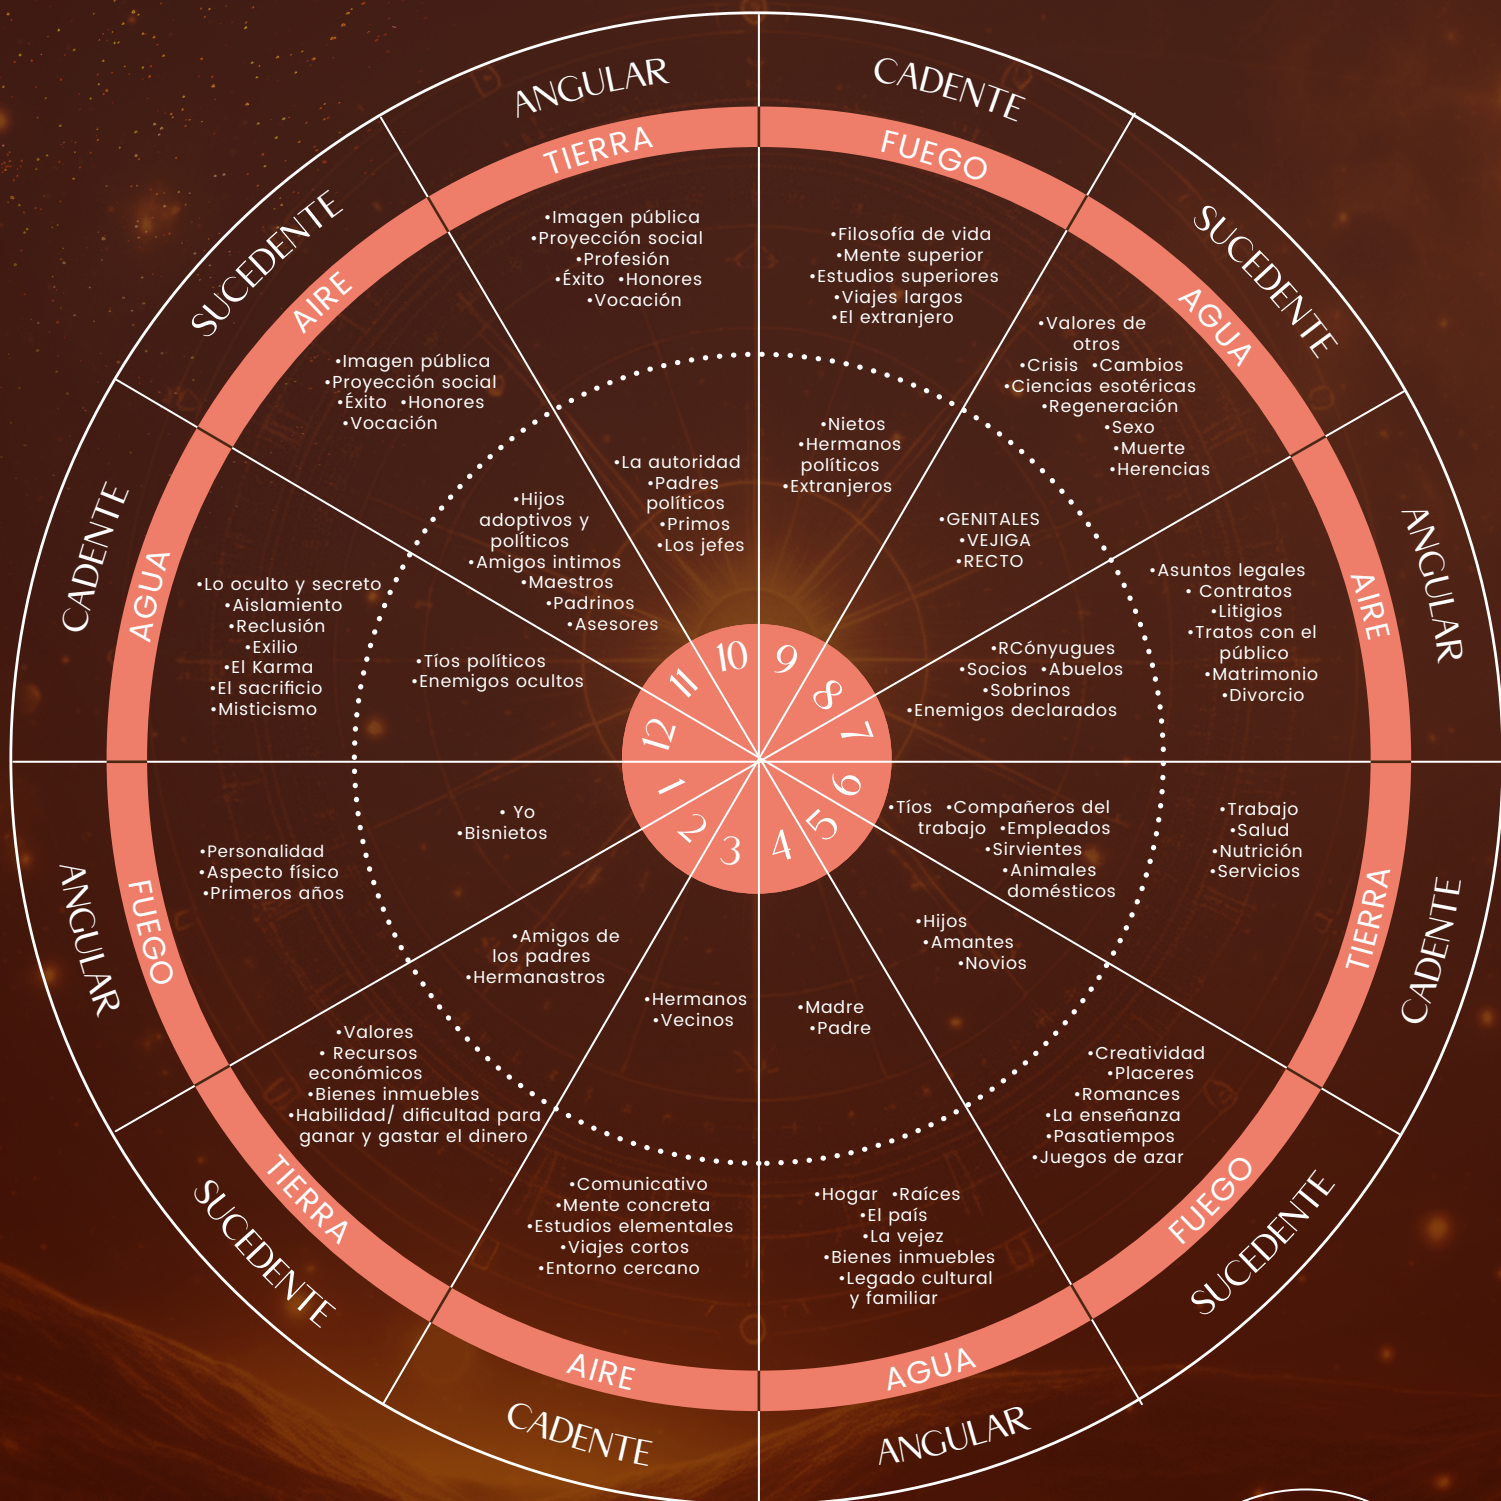 ANGULAR
TIERRA
•Imagen pública
•Proyección social
•Profesión
•Éxito •Honores
•Vocación
•La autoridad
•Padres
políticos
•Primos
•Los jefes
10
CADENTE
FUEGO
•Filosofía de vida
•Mente superior
•Estudios superiores
•Viajes largos
•El extranjero
•Nietos
•Hermanos
políticos
•Extranjeros
9
SUCEDENTE
AGUA
•Valores de
otros
•Crisis •Cambios
•Ciencias esotéricas
•Regeneración
•Sexo
•Muerte
•Herencias
•GENITALES
•VEJIGA
•RECTO
8
ANGULAR
AIRE
•Asuntos legales
• Contratos
•Litigios
•Tratos con el
público
•Matrimonio
•Divorcio
•RCónyugues
•Socios •Abuelos
•Sobrinos
•Enemigos declarados
7
CADENTE
TIERRA
•Trabajo
•Salud
•Nutrición
•Servicios
•Tíos •Compañeros del
trabajo •Empleados
•Sirvientes
•Animales
domésticos
6
SUCEDENTE
FUEGO
•Creatividad
•Placeres
•Romances
•La enseñanza
•Pasatiempos
•Juegos de azar
•Hijos
•Amantes
•Novios
5
ANGULAR
AGUA
•Hogar •Raíces
•El país
•La vejez
•Bienes inmuebles
•Legado cultural
y familiar
•Madre
•Padre
4
CADENTE
AIRE
•Comunicativo
•Mente concreta
•Estudios elementales
•Viajes cortos
•Entorno cercano
•Hermanos
•Vecinos
3
SUCEDENTE
TIERRA
•Valores
• Recursos
económicos
•Bienes inmuebles
•Habilidad/ dificultad para
ganar y gastar el dinero
•Amigos de
los padres
•Hermanastros
2
ANGULAR
FUEGO
•Personalidad
•Aspecto físico
•Primeros años
• Yo
•Bisnietos
1
CADENTE
AGUA
•Lo oculto y secreto
•Aislamiento
•Reclusión
•Exilio
•El Karma
•El sacrificio
•Misticismo
•Tíos políticos
•Enemigos ocultos
12
SUCEDENTE
AIRE
•Imagen pública
•Proyección social
•Éxito •Honores
•Vocación
•Hijos
adoptivos y
políticos
•Amigos intimos
•Maestros
•Padrinos
•Asesores
11